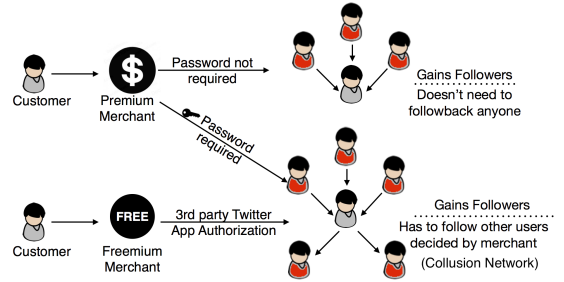 Customer
$
Premium
Merchant
Password not
required
Gains Followers
Doesn't need to
followback anyone
Password
required
Customer
FREE
Freemium
Merchant
3rd party Twitter
App Authorization
Gains Followers
Has to follow other users
decided by merchant
(Collusion Network)